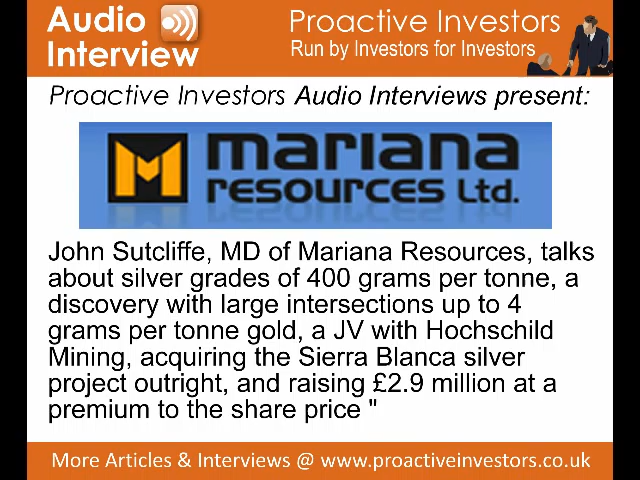 Audio
Interview
Proactive Investors
Run by Investors for Investors
Proactive Investors Audio Interviews present:
mariana
resources Ltd.
John Sutcliffe, MD of Mariana Resources, talks
about silver grades of 400 grams per tonne, a
discovery with large intersections up to 4
grams per tonne gold, a JV with Hochschild
Mining, acquiring the Sierra Blanca silver
project outright, and raising £2.9 million at a
premium to the share price "
More Articles & Interviews @ www.proactiveinvestors.co.uk